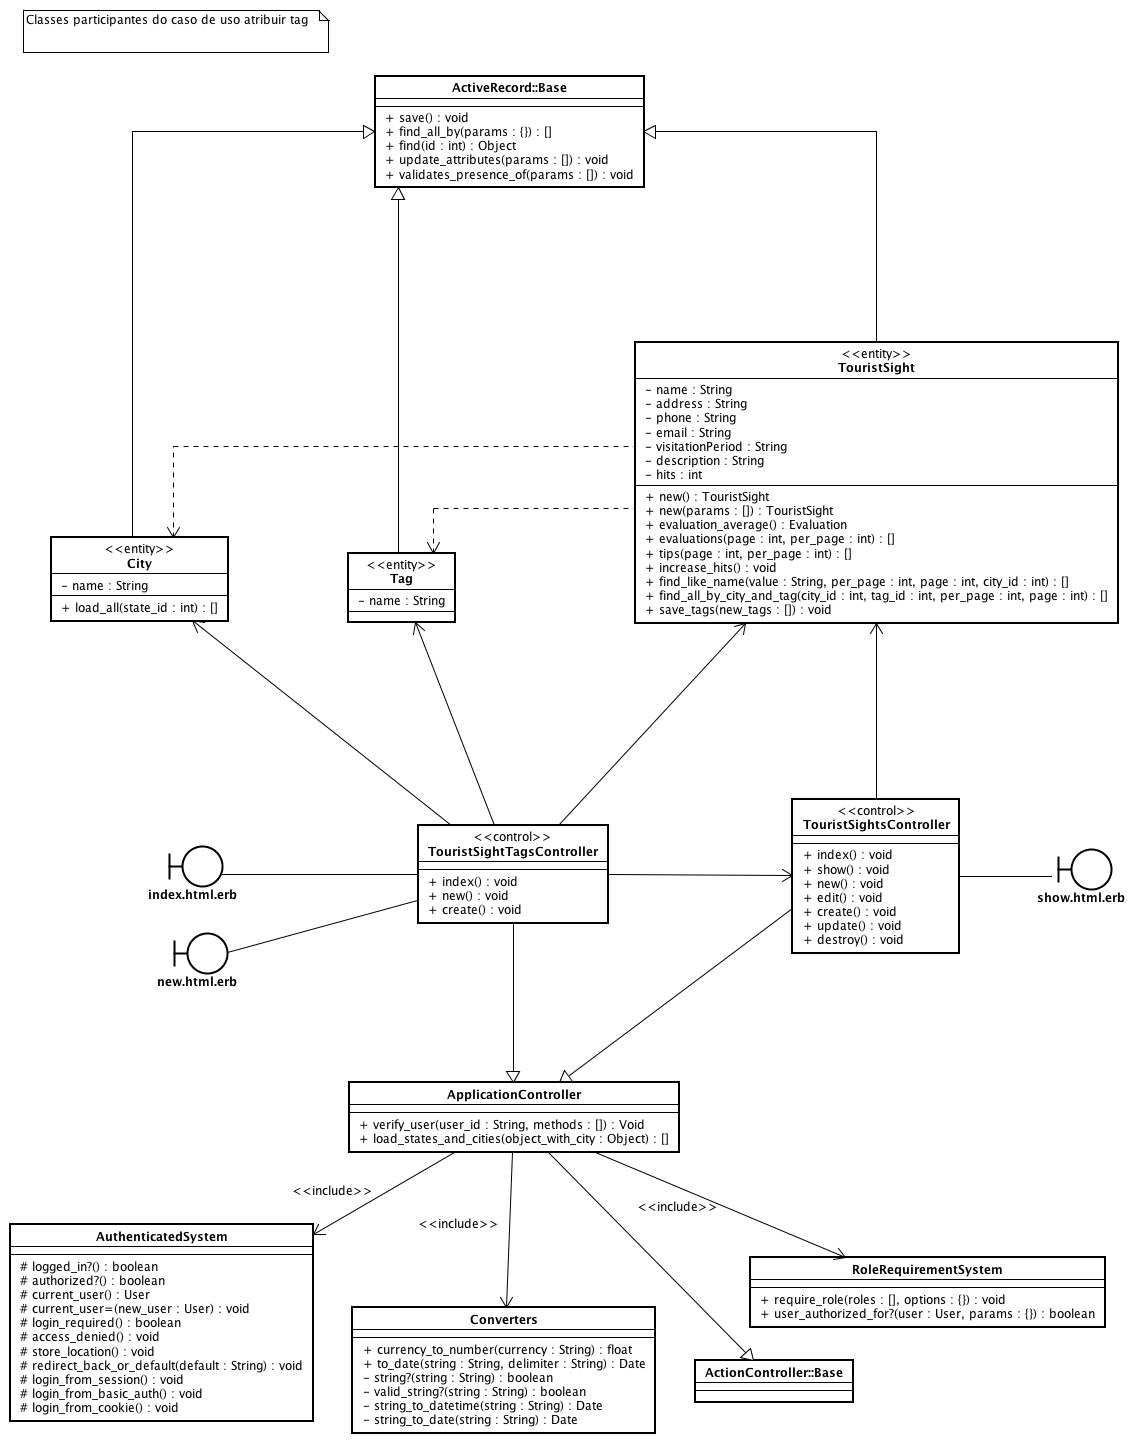 Classes participantes do caso de uso atribuir tag
ActiveRecord::Base
+ save() : void
+ find_all_by(params : {}) : []
+ find(id : int) : Object
+ update_attributes(params : []) : void
+ validates_presence_of(params : []) : void
<<entity>>
TouristSight
- name : String
- address : String
- phone : String
- email : String
- visitationPeriod : String
- description : String
- hits : int
+ new() : TouristSight
+ new(params : []) : TouristSight
+ evaluation_average() : Evaluation
+ evaluations(page : int, per_page : int) : []
+ tips(page : int, per_page : int) : []
+ increase_hits() : void
+ find_like_name(value : String, per_page : int, page : int, city_id : int) : []
+ find_all_by_city_and_tag(city_id : int, tag_id : int, per_page : int, page : int) : []
+ save_tags(new_tags : []) : void
<<entity>>
City
- name : String
+ load_all(state_id : int) : []
<<entity>>
Tag
- name : String
<<control>>
TouristSightTagsController
+ index() : void
+ new() : void
+ create() : void
<<control>>
TouristSightsController
+ index() : void
+ show() : void
+ new() : void
+ edit() : void
+ create() : void
+ update() : void
+ destroy() : void
index.html.erb
new.html.erb
show.html.erb
ApplicationController
+ verify_user(user_id : String, methods : []) : Void
+ load_states_and_cities(object_with_city : Object) : []
<<include>>
<<include>>
<<include>>
AuthenticatedSystem
# logged_in?() : boolean
# authorized?() : boolean
# current_user() : User
# current_user=(new_user : User) : void
# login_required() : boolean
# access_denied() : void
# store_location() : void
# redirect_back_or_default(default : String) : void
# login_from_session() : void
# login_from_basic_auth() : void
# login_from_cookie() : void
Converters
+ currency_to_number(currency : String) : float
+ to_date(string : String, delimiter : String) : Date
- string?(string : String) : boolean
- valid_string?(string : String) : boolean
- string_to_datetime(string : String) : Date
- string_to_date(string : String) : Date
RoleRequirementSystem
+ require_role(roles : [], options : {}) : void
+ user_authorized_for?(user : User, params : {}) : boolean
ActionController::Base